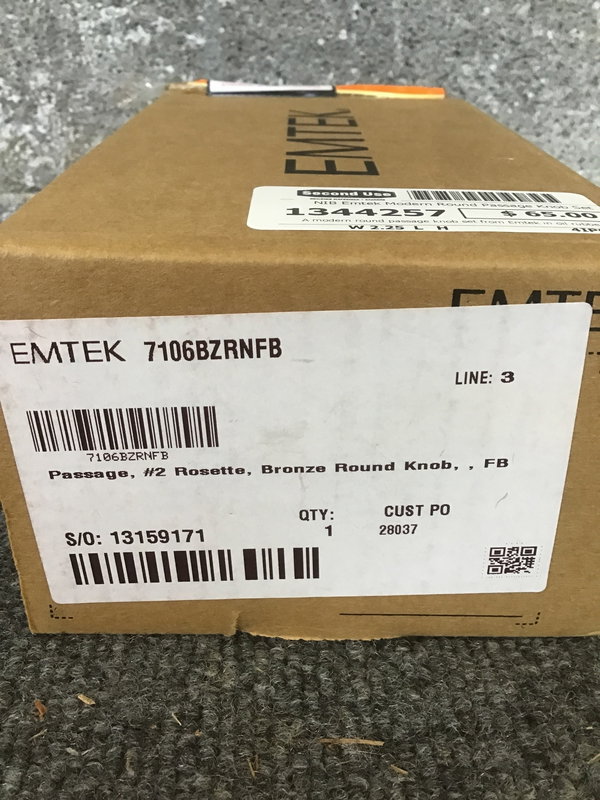 EMTEK
Second Use
NIB Emtek Modern Round Passage Knob Set
1344257 $ 65.00
A modern round passage knob set from Emtek in oil
W 2.25 L H
EMTE
EMTEK 7106BZRNFB
LINE: 3
7106BZRNFB
Passage, #2 Rosette, Bronze Round Knob, , FB
QTY: CUST PO
S/O: 13159171 1 28037